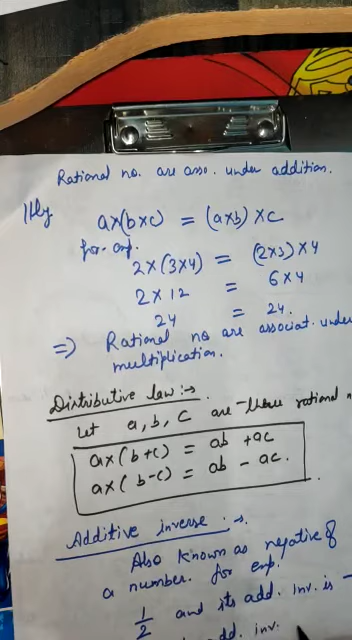 Rational no. are asso. under addition.
||ly a×(b×c) = (a×b)×c
for exp.
2×(3×4) = (2×3)×4
2×12 = 6×4
24 = 24.
⇒ Rational no are associat. under
multiplication.
Distributive law :→
Let a, b, c are three rational n
a×(b+c) = ab + ac
a×(b-c) = ab - ac.
Additive inverse :→.
Also known as negative of
a number. for exp.
1/2 and its add. inv. is -
add. inv.